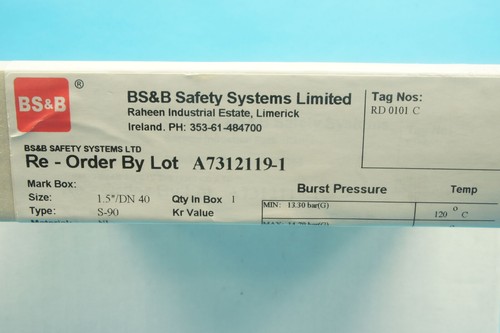 BS&B ®
BS&B Safety Systems Limited
Raheen Industrial Estate, Limerick
Ireland. PH: 353-61-484700
Tag Nos:
RD 0101 C
BS&B SAFETY SYSTEMS LTD
Re - Order By Lot A7312119-1
Mark Box:
Size: 1.5"/DN 40 Qty In Box 1
Type: S-90 Kr Value
Burst Pressure Temp
MIN: 13.30 bar(G) 120 ° C